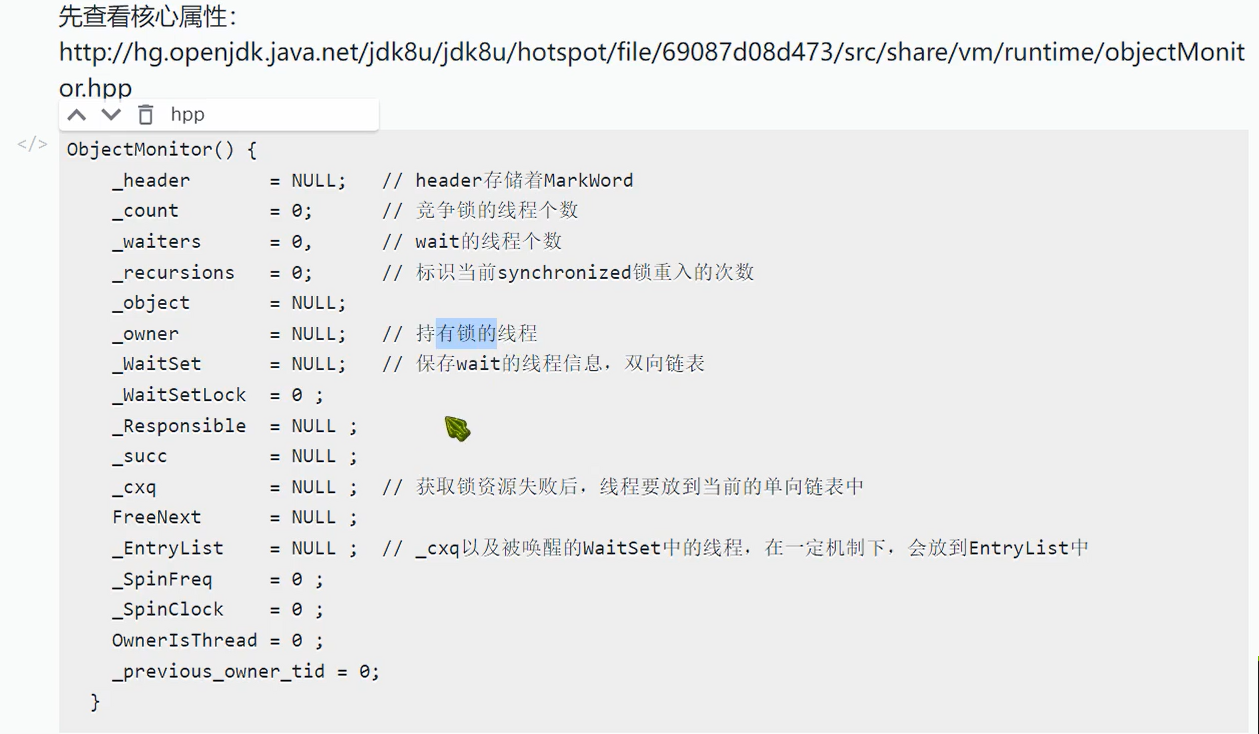 先查看核心属性：
http://hg.openjdk.java.net/jdk8u/jdk8u/hotspot/file/69087d08d473/src/share/vm/runtime/objectMonit
or.hpp
hpp
</>
ObjectMonitor() {
    _header       = NULL;   // header存储着MarkWord
    _count        = 0;      // 竞争锁的线程个数
    _waiters      = 0,      // wait的线程个数
    _recursions   = 0;      // 标识当前synchronized锁重入的次数
    _object       = NULL;
    _owner        = NULL;   // 持有锁的线程
    _WaitSet      = NULL;   // 保存wait的线程信息，双向链表
    _WaitSetLock  = 0 ;
    _Responsible  = NULL ;
    _succ         = NULL ;
    _cxq          = NULL ;  // 获取锁资源失败后，线程要放到当前的单向链表中
    FreeNext      = NULL ;
    _EntryList    = NULL ;  // _cxq以及被唤醒的WaitSet中的线程，在一定机制下，会放到EntryList中
    _SpinFreq     = 0 ;
    _SpinClock    = 0 ;
    OwnerIsThread = 0 ;
    _previous_owner_tid = 0;
  }